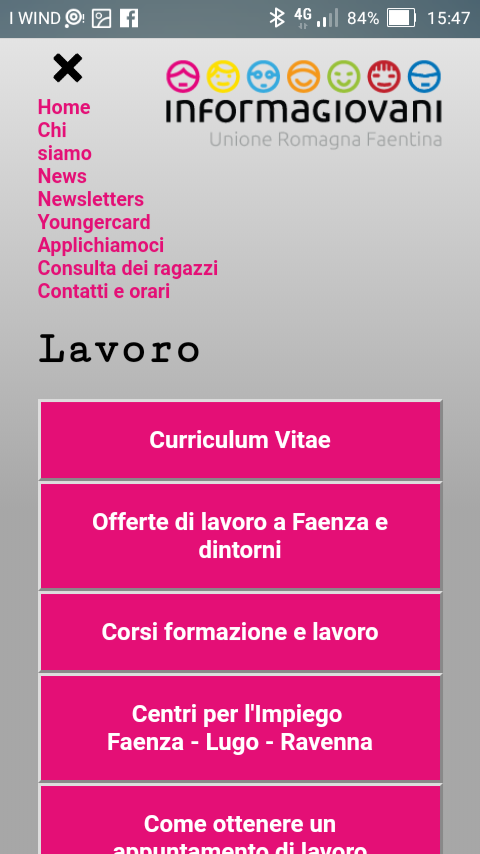 I WIND 4G 84% 15:47
informagiovani
Unione Romagna Faentina
Home
Chi
siamo
News
Newsletters
Youngercard
Applichiamoci
Consulta dei ragazzi
Contatti e orari
Lavoro
Curriculum Vitae
Offerte di lavoro a Faenza e
dintorni
Corsi formazione e lavoro
Centri per l'Impiego
Faenza - Lugo - Ravenna
Come ottenere un
appuntamento di lavoro